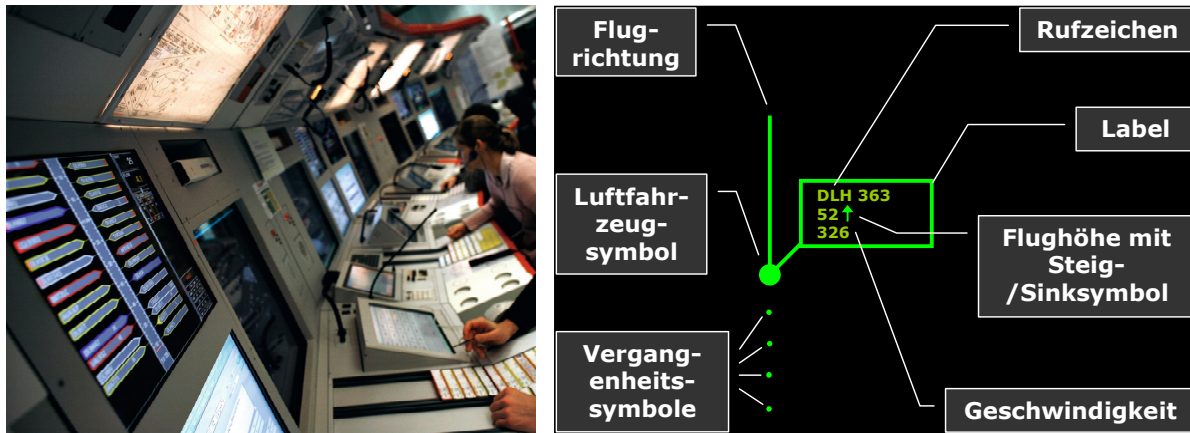 Flug-
richtung
Rufzeichen
Label
Luftfahr-
zeug-
symbol
DLH 363
52↑
326
Flughöhe mit
Steig-
/Sinksymbol
Vergang-
enheits-
symbole
Geschwindigkeit